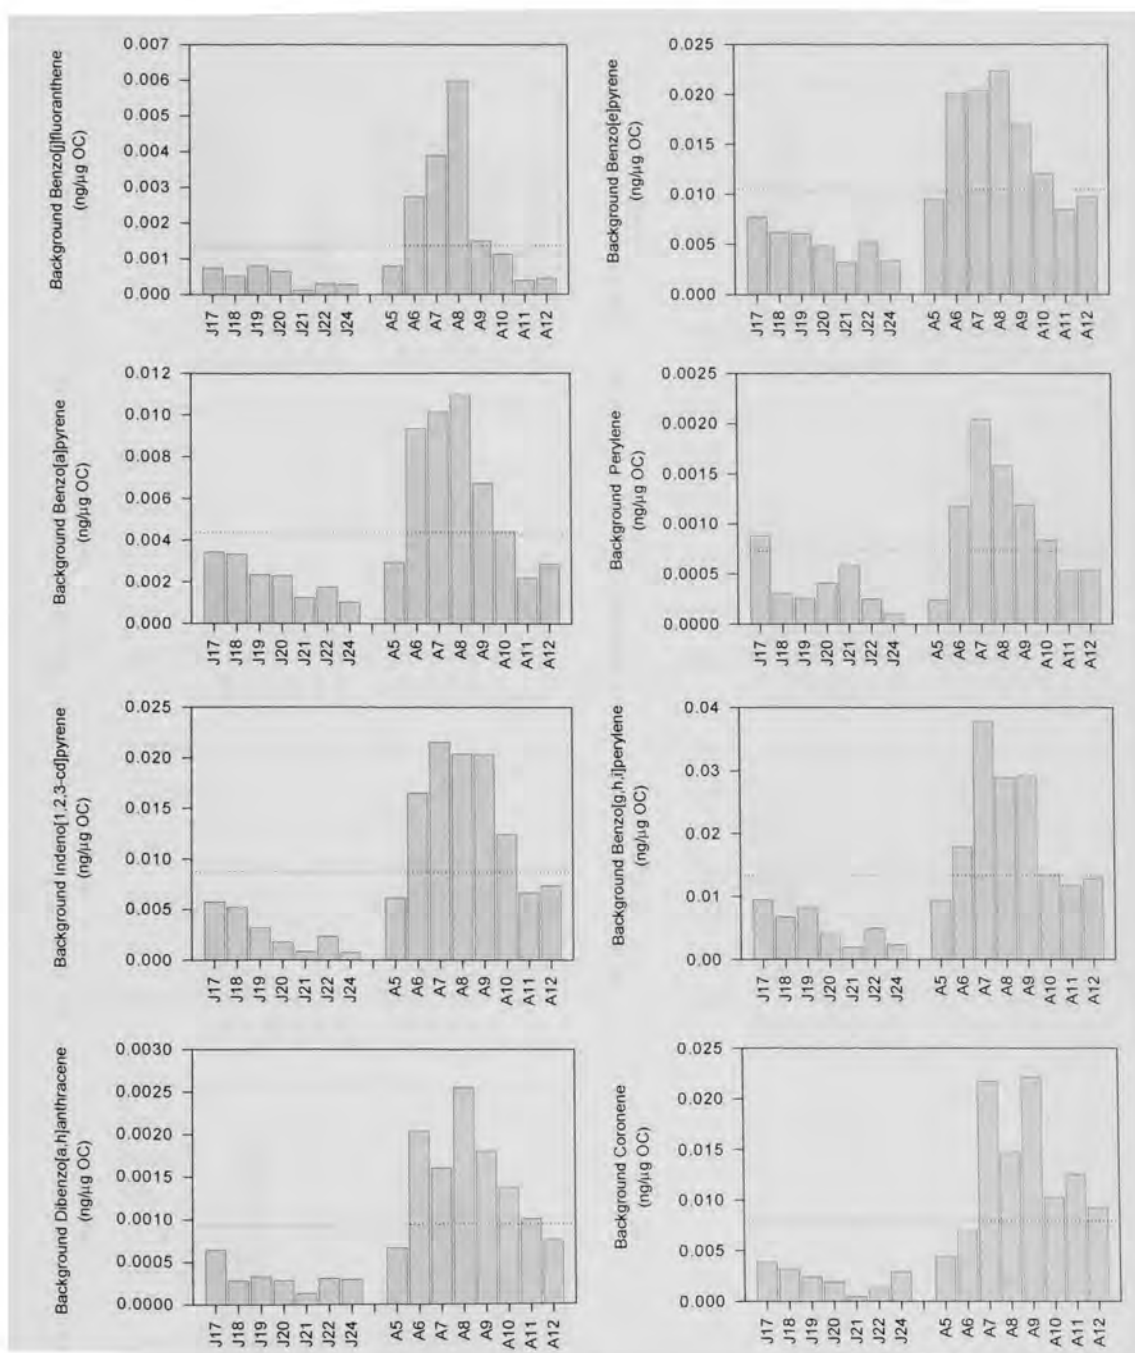 Background Benzo[j]fluoranthene
(ng/μg OC)
0.007
0.006
0.005
0.004
0.003
0.002
0.001
0.000
J17
J18
J19
J20
J21
J22
J24
A5
A6
A7
A8
A9
A10
A11
A12
Background Benzo[e]pyrene
(ng/μg OC)
0.025
0.020
0.015
0.010
0.005
0.000
J17
J18
J19
J20
J21
J22
J24
A5
A6
A7
A8
A9
A10
A11
A12
Background Benzo[a]pyrene
(ng/μg OC)
0.012
0.010
0.008
0.006
0.004
0.002
0.000
J17
J18
J19
J20
J21
J22
J24
A5
A6
A7
A8
A9
A10
A11
A12
Background Perylene
(ng/μg OC)
0.0025
0.0020
0.0015
0.0010
0.0005
0.0000
J17
J18
J19
J20
J21
J22
J24
A5
A6
A7
A8
A9
A10
A11
A12
Background Indeno[1,2,3-cd]pyrene
(ng/μg OC)
0.025
0.020
0.015
0.010
0.005
0.000
J17
J18
J19
J20
J21
J22
J24
A5
A6
A7
A8
A9
A10
A11
A12
Background Benzo[g,h,i]perylene
(ng/μg OC)
0.04
0.03
0.02
0.01
0.00
J17
J18
J19
J20
J21
J22
J24
A5
A6
A7
A8
A9
A10
A11
A12
Background Dibenzo[a,h]anthracene
(ng/μg OC)
0.0030
0.0025
0.0020
0.0015
0.0010
0.0005
0.0000
J17
J18
J19
J20
J21
J22
J24
A5
A6
A7
A8
A9
A10
A11
A12
Background Coronene
(ng/μg OC)
0.025
0.020
0.015
0.010
0.005
0.000
J17
J18
J19
J20
J21
J22
J24
A5
A6
A7
A8
A9
A10
A11
A12